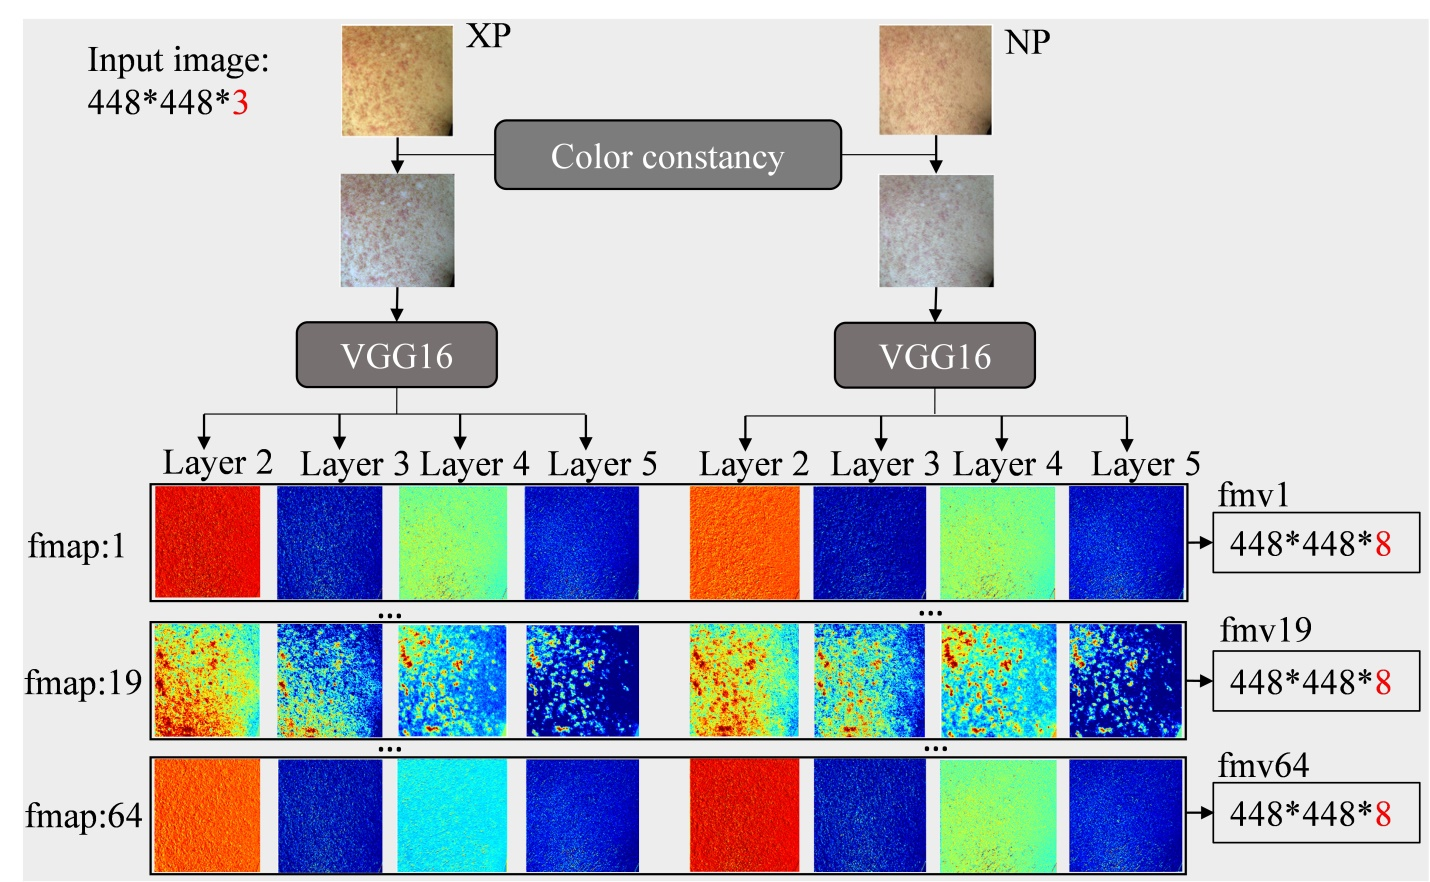 XP
NP
Input image:
448*448*3
Color constancy
VGG16
VGG16
Layer 2 Layer 3 Layer 4 Layer 5 Layer 2 Layer 3 Layer 4 Layer 5
fmv1
fmap:1
448*448*8
...
...
fmv19
fmap:19
448*448*8
...
...
fmv64
fmap:64
448*448*8